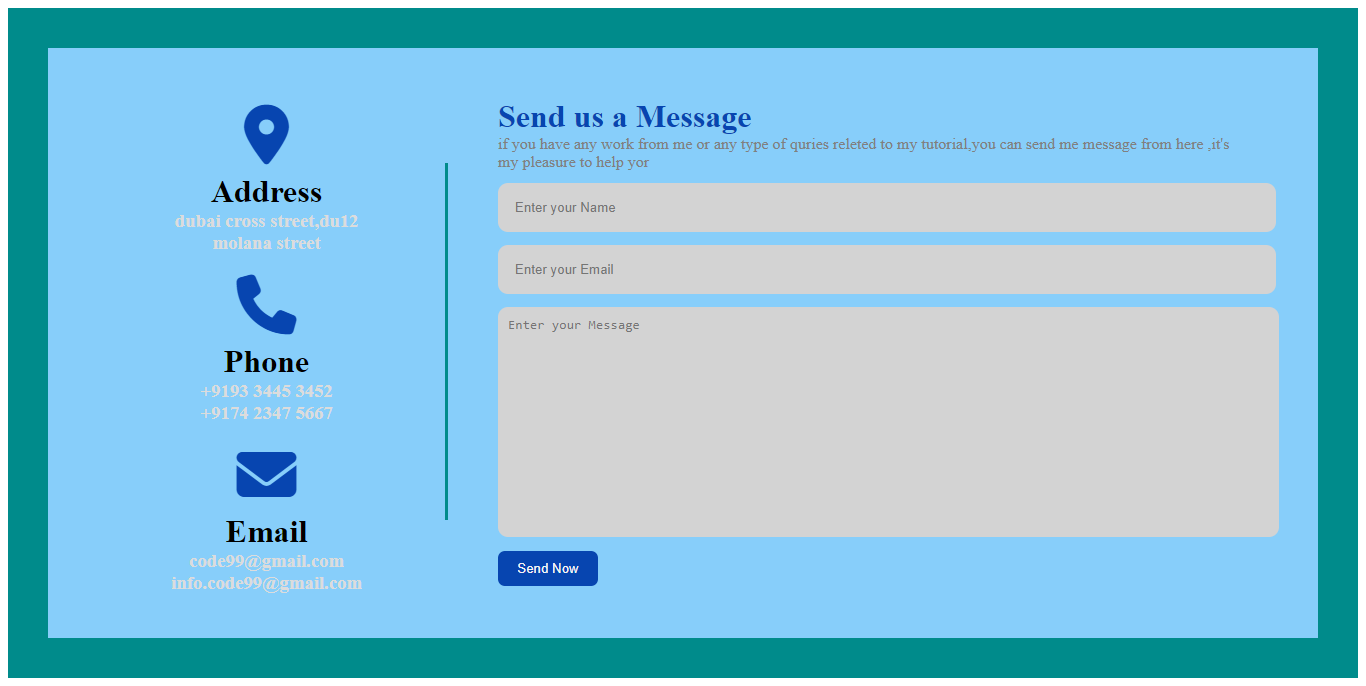 Address
dubai cross street,du12
molana street
Phone
+9193 3445 3452
+9174 2347 5667
Email
code99@gmail.com
info.code99@gmail.com
Send us a Message
if you have any work from me or any type of quries releted to my tutorial,you can send me message from here ,it's
my pleasure to help yor
Enter your Name
Enter your Email
Enter your Message
Send Now